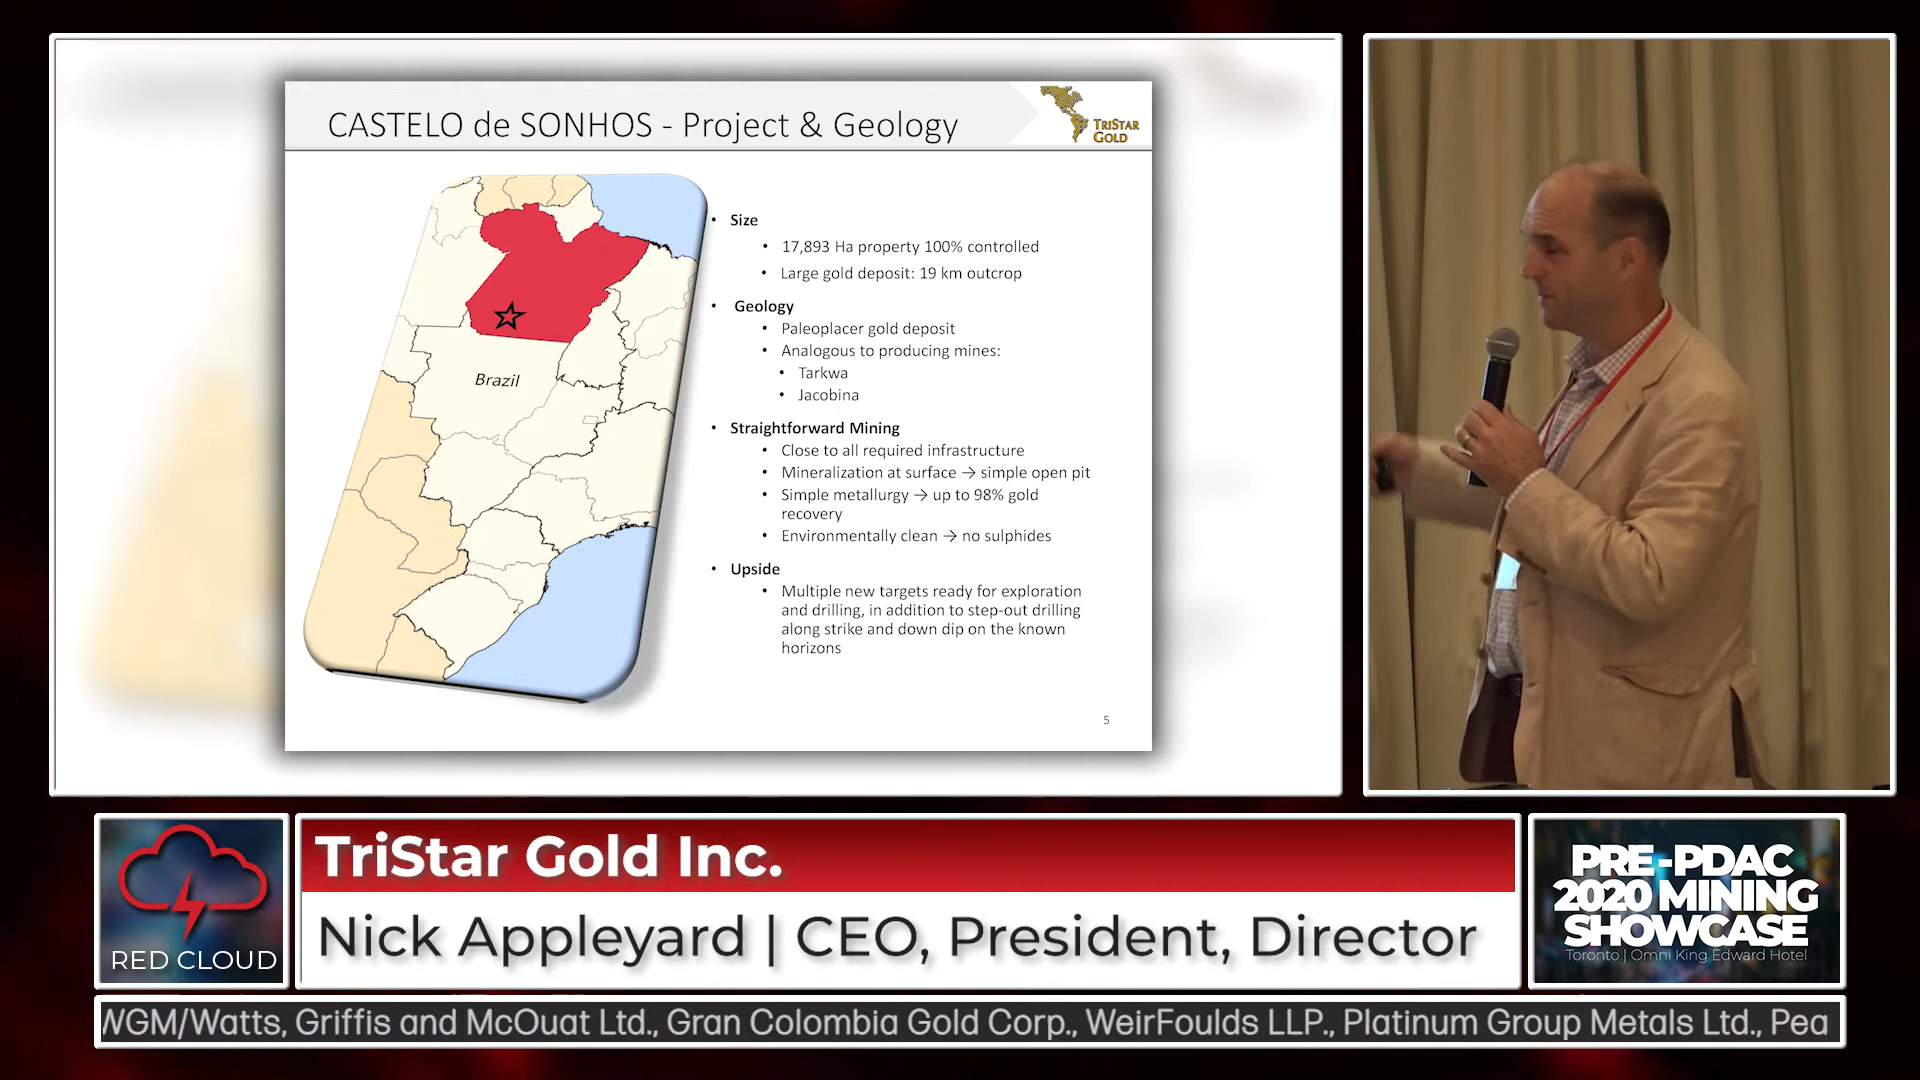 CASTELO de SONHOS - Project & Geology
TRISTAR
GOLD
Brazil
• Size
• 17,893 Ha property 100% controlled
• Large gold deposit: 19 km outcrop
• Geology
• Paleoplacer gold deposit
• Analogous to producing mines:
• Tarkwa
• Jacobina
• Straightforward Mining
• Close to all required infrastructure
• Mineralization at surface → simple open pit
• Simple metallurgy → up to 98% gold
recovery
• Environmentally clean → no sulphides
• Upside
• Multiple new targets ready for exploration
and drilling, in addition to step-out drilling
along strike and down dip on the known
horizons
5
RED CLOUD
TriStar Gold Inc.
Nick Appleyard | CEO, President, Director
PRE-PDAC
2020 MINING
SHOWCASE
Toronto | Omni King Edward Hotel
WGM/Watts, Griffis and McOuat Ltd., Gran Colombia Gold Corp., WeirFoulds LLP., Platinum Group Metals Ltd., Pea